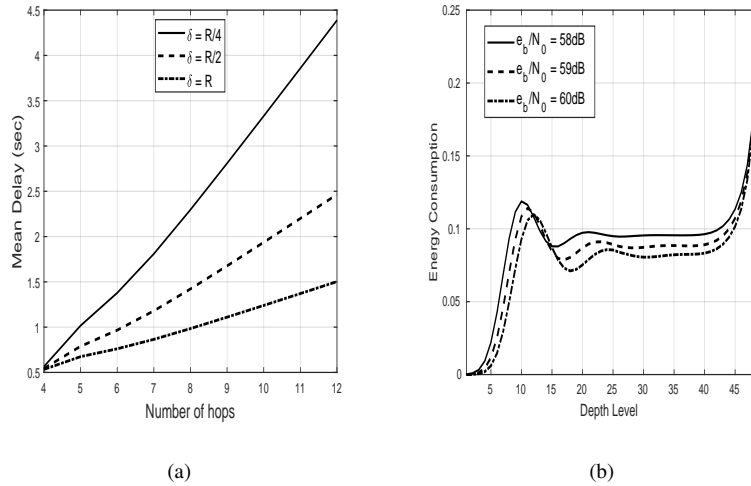 4.5
4
3.5
3
2.5
2
1.5
1
0.5
Mean Delay (sec)
δ = R/4
δ = R/2
δ = R
4 5 6 7 8 9 10 11 12
Number of hops
(a)
0.25
0.2
0.15
0.1
0.05
0
Energy Consumption
e_b/N_0 = 58dB
e_b/N_0 = 59dB
e_b/N_0 = 60dB
5 10 15 20 25 30 35 40 45
Depth Level
(b)